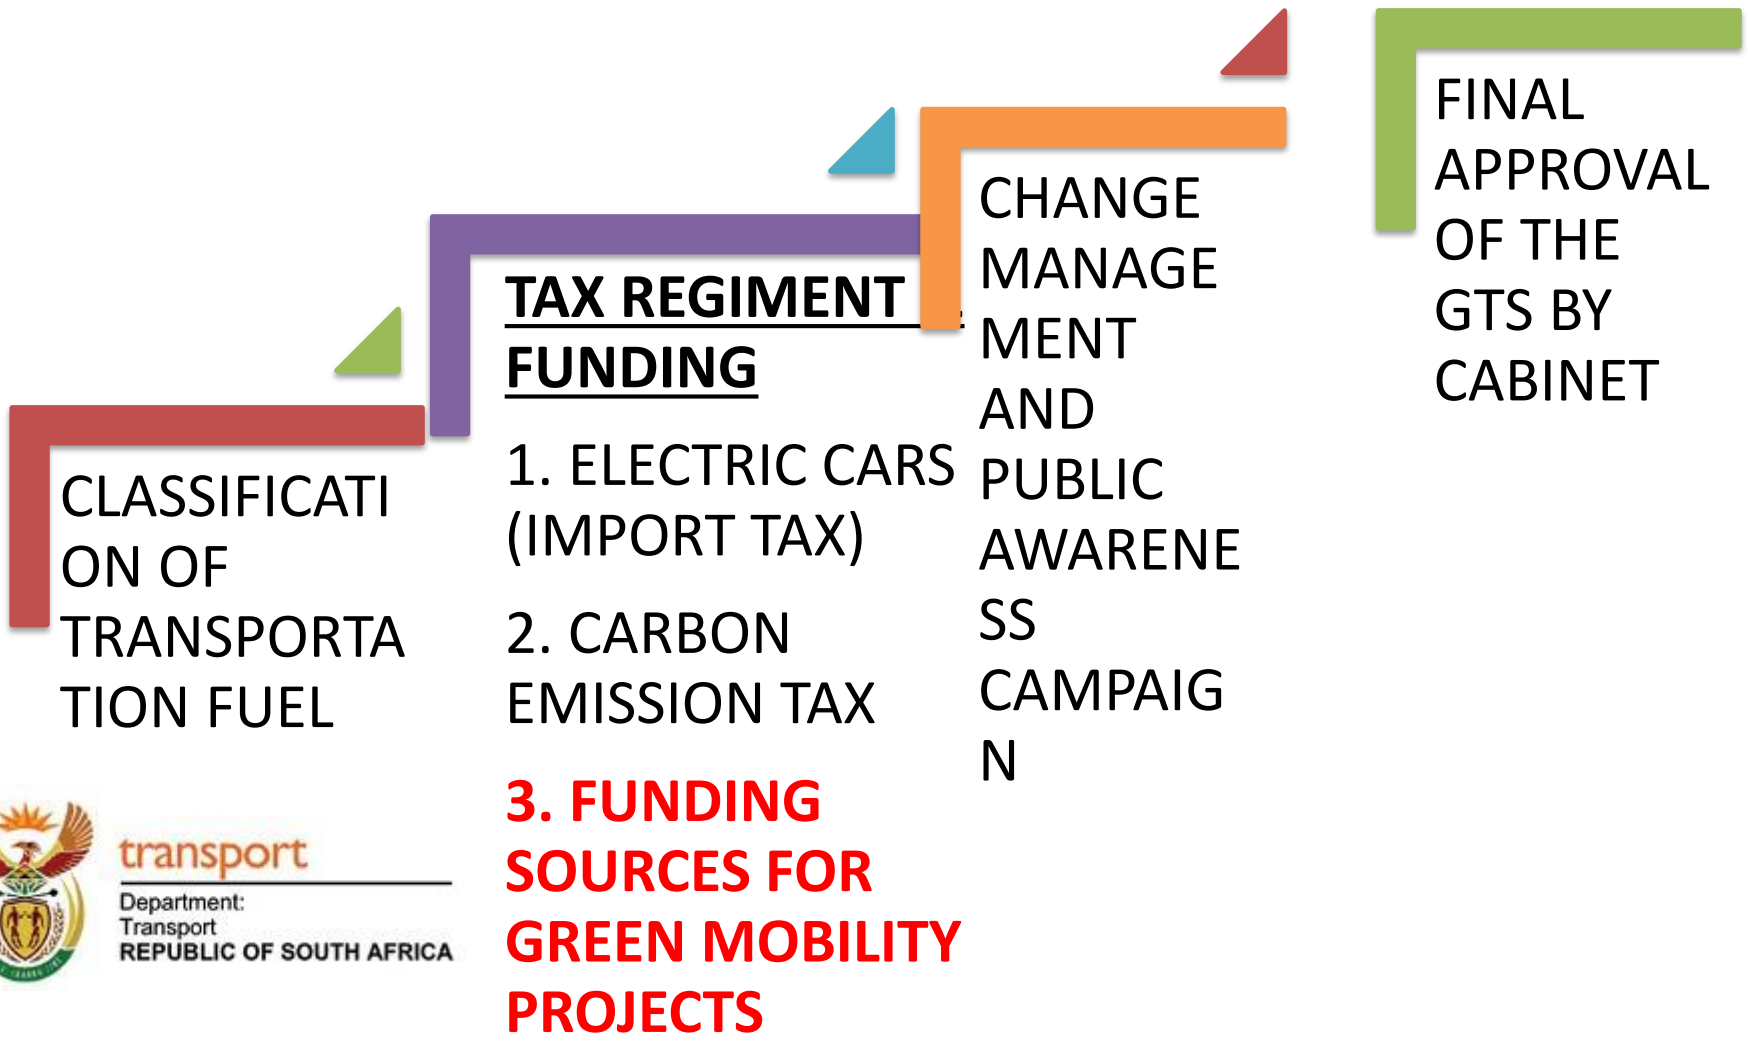 CLASSIFICATI
ON OF
TRANSPORTA
TION FUEL
TAX REGIMENT
FUNDING
1. ELECTRIC CARS
(IMPORT TAX)
2. CARBON
EMISSION TAX
3. FUNDING
SOURCES FOR
GREEN MOBILITY
PROJECTS
CHANGE
MANAGE
MENT
AND
PUBLIC
AWARENE
SS
CAMPAIG
N
FINAL
APPROVAL
OF THE
GTS BY
CABINET
transport
Department:
Transport
REPUBLIC OF SOUTH AFRICA